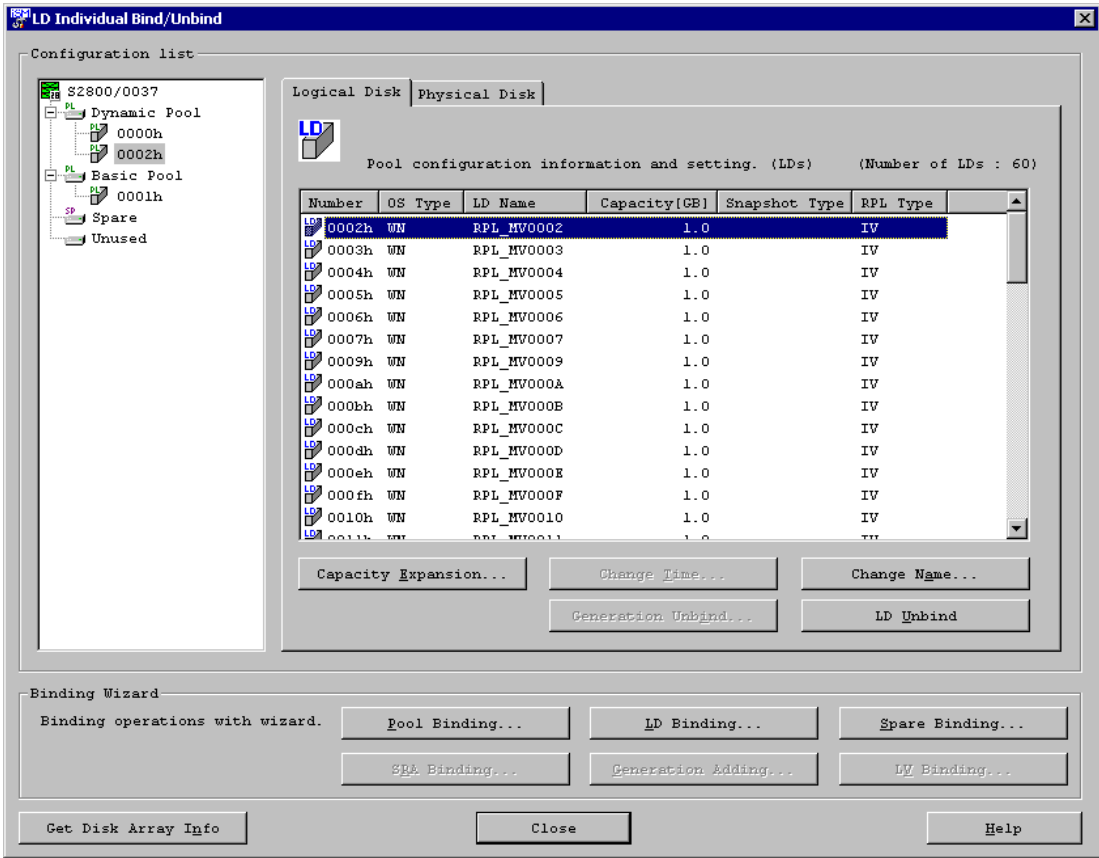 LD Individual Bind/Unbind
Configuration list
S2800/0037
Dynamic Pool
0000h
0002h
Basic Pool
0001h
Spare
Unused
Logical Disk Physical Disk
LD
Pool configuration information and setting. (LDs) (Number of LDs : 60)
Number OS Type LD Name Capacity[GB] Snapshot Type RPL Type
0002h WN RPL_MV0002 1.0 IV
0003h WN RPL_MV0003 1.0 IV
0004h WN RPL_MV0004 1.0 IV
0005h WN RPL_MV0005 1.0 IV
0006h WN RPL_MV0006 1.0 IV
0007h WN RPL_MV0007 1.0 IV
0009h WN RPL_MV0009 1.0 IV
000ah WN RPL_MV000A 1.0 IV
000bh WN RPL_MV000B 1.0 IV
000ch WN RPL_MV000C 1.0 IV
000dh WN RPL_MV000D 1.0 IV
000eh WN RPL_MV000E 1.0 IV
000fh WN RPL_MV000F 1.0 IV
0010h WN RPL_MV0010 1.0 IV
Capacity Expansion... Change Time... Change Name...
Generation Unbind... LD Unbind
Binding Wizard
Binding operations with wizard. Pool Binding... LD Binding... Spare Binding...
SRA Binding... Generation Adding... LV Binding...
Get Disk Array Info Close Help